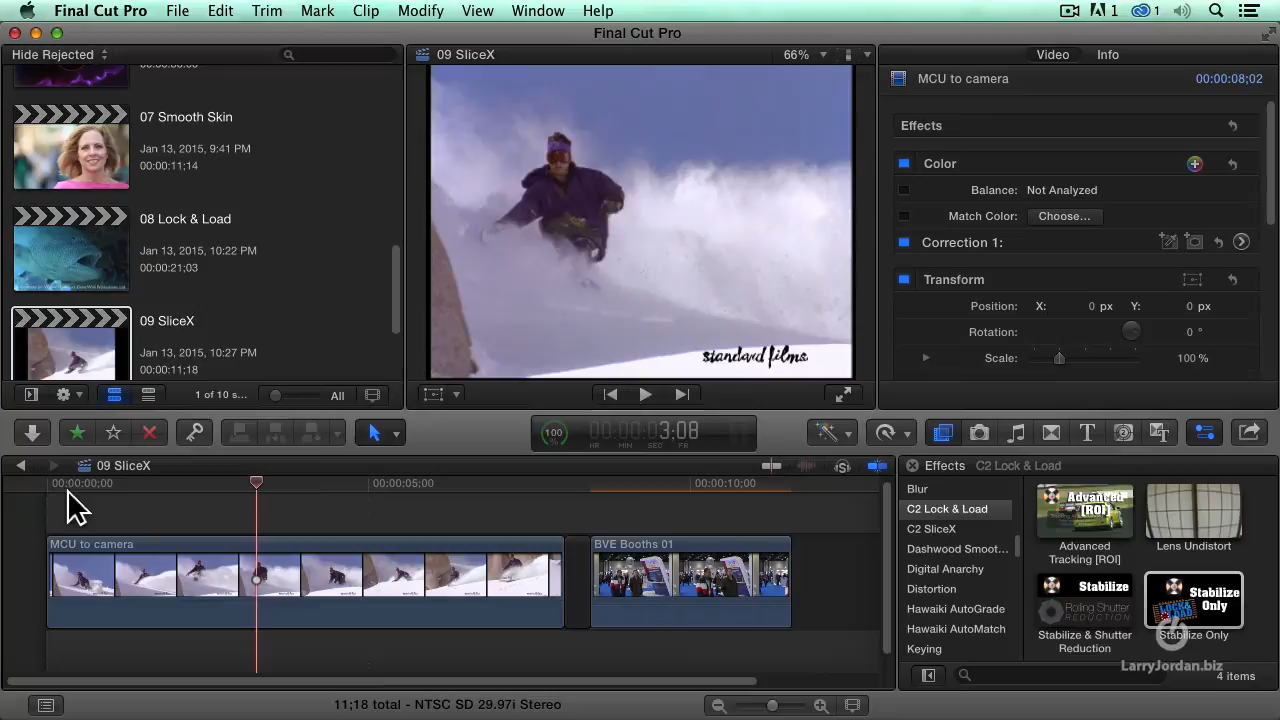 Final Cut Pro File Edit Trim Mark Clip Modify View Window Help 1 1
Final Cut Pro
Hide Rejected
09 SliceX 66%
Video Info
07 Smooth Skin
Jan 13, 2015, 9:41 PM
00:00:11;14
08 Lock & Load
Jan 13, 2015, 10:22 PM
00:00:21;03
09 SliceX
Jan 13, 2015, 10:27 PM
00:00:11;18
1 of 10 s... All
standard films
MCU to camera 00:00:08;02
Effects
Color
Balance: Not Analyzed
Match Color: Choose...
Correction 1:
Transform
Position: X: 0 px Y: 0 px
Rotation: 0 °
Scale: 100 %
100 00:00:03:08
HR MIN SEC FR
09 SliceX
00:00:00;00 00:00:05;00 00:00:10;00
MCU to camera
BVE Booths 01
Effects C2 Lock & Load
Blur
C2 Lock & Load
C2 SliceX
Dashwood Smoot...
Digital Anarchy
Distortion
Hawaiki AutoGrade
Hawaiki AutoMatch
Keying
Advanced
[ROI]
Advanced
Tracking [ROI]
Lens Undistort
Stabilize
Rolling Shutter
REDUCTION
Stabilize & Shutter
Reduction
Stabilize
Only
LOCK&
LOAD
Stabilize Only
LarryJordan.biz
4 items
11;18 total - NTSC SD 29.97i Stereo